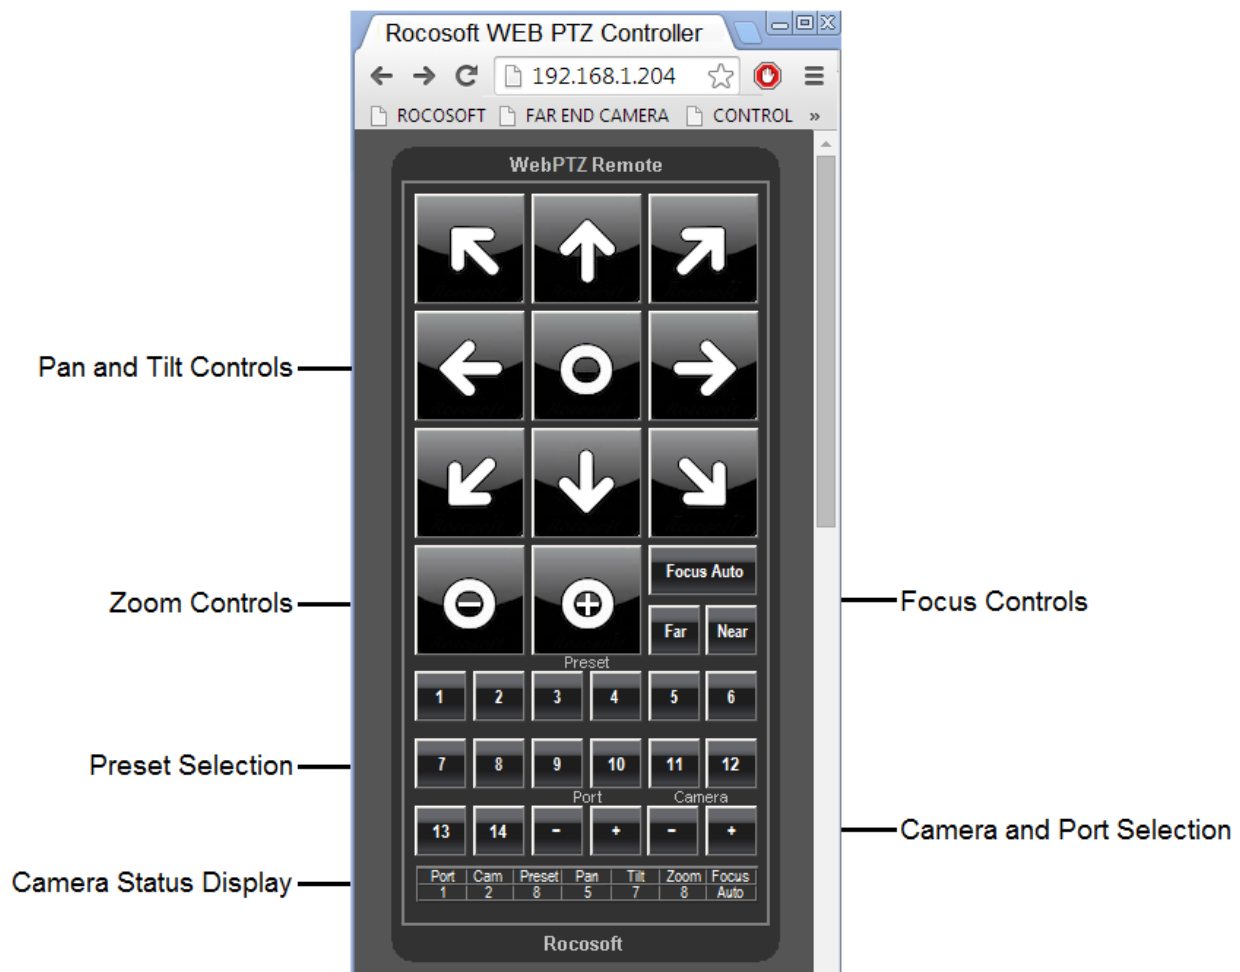 Rocosoft WEB PTZ Controller
192.168.1.204
ROCOSOFT FAR END CAMERA CONTROL »
WebPTZ Remote
Pan and Tilt Controls
Zoom Controls
Focus Auto
Far Near
Focus Controls
Preset
1 2 3 4 5 6
Preset Selection
7 8 9 10 11 12
Port Camera
13 14 - + - +
Camera and Port Selection
Camera Status Display
Port Cam Preset Pan Tilt Zoom Focus
1 2 8 5 7 8 Auto
Rocosoft